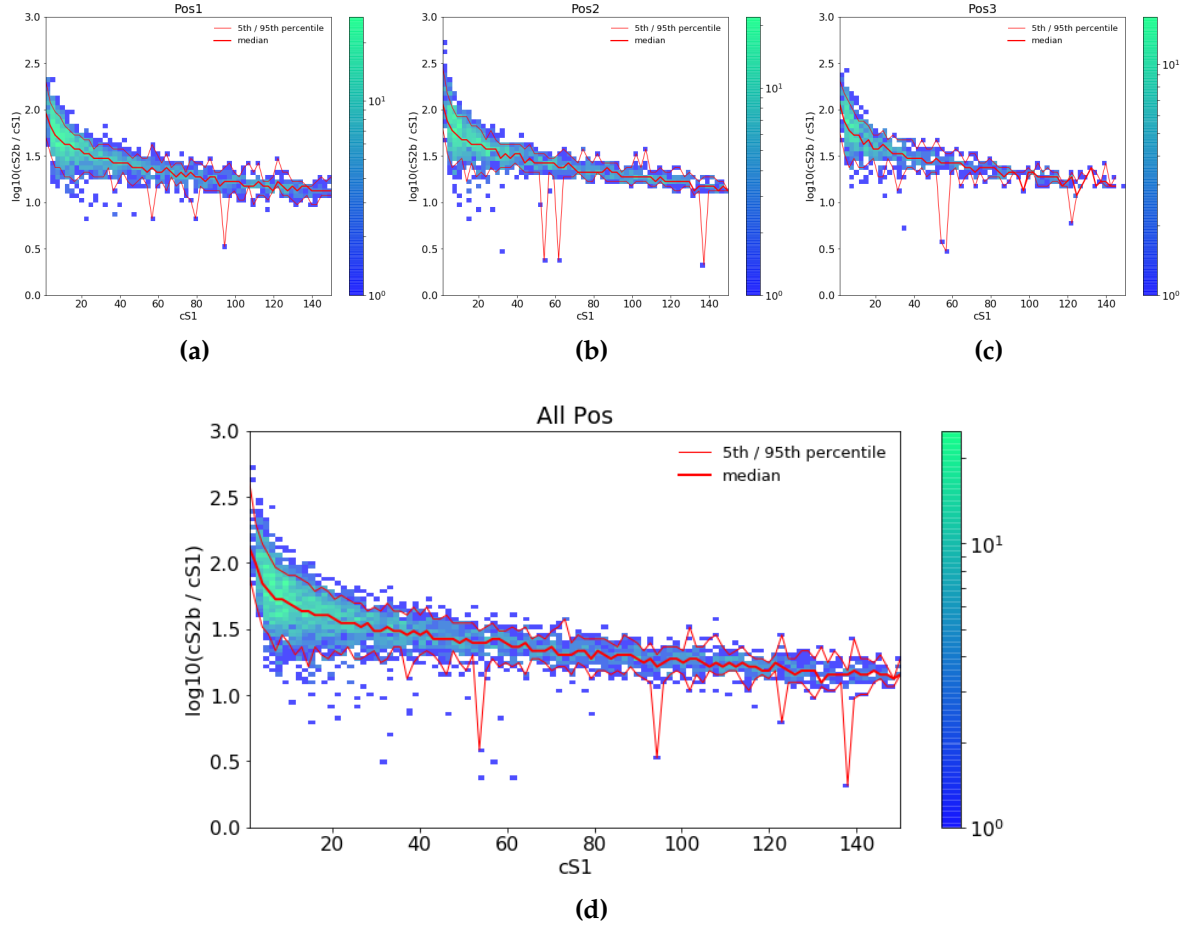 Pos1
3.0
2.5
2.0
1.5
1.0
0.5
0.0
log10(cS2b / cS1)
20 40 60 80 100 120 140
cS1
5th / 95th percentile
median
10¹
10⁰
(a)
Pos2
3.0
2.5
2.0
1.5
1.0
0.5
0.0
log10(cS2b / cS1)
20 40 60 80 100 120 140
cS1
5th / 95th percentile
median
10¹
10⁰
(b)
Pos3
3.0
2.5
2.0
1.5
1.0
0.5
0.0
log10(cS2b / cS1)
20 40 60 80 100 120 140
cS1
5th / 95th percentile
median
10¹
10⁰
(c)
All Pos
3.0
2.5
2.0
1.5
1.0
0.5
0.0
log10(cS2b / cS1)
20 40 60 80 100 120 140
cS1
5th / 95th percentile
median
10¹
10⁰
(d)